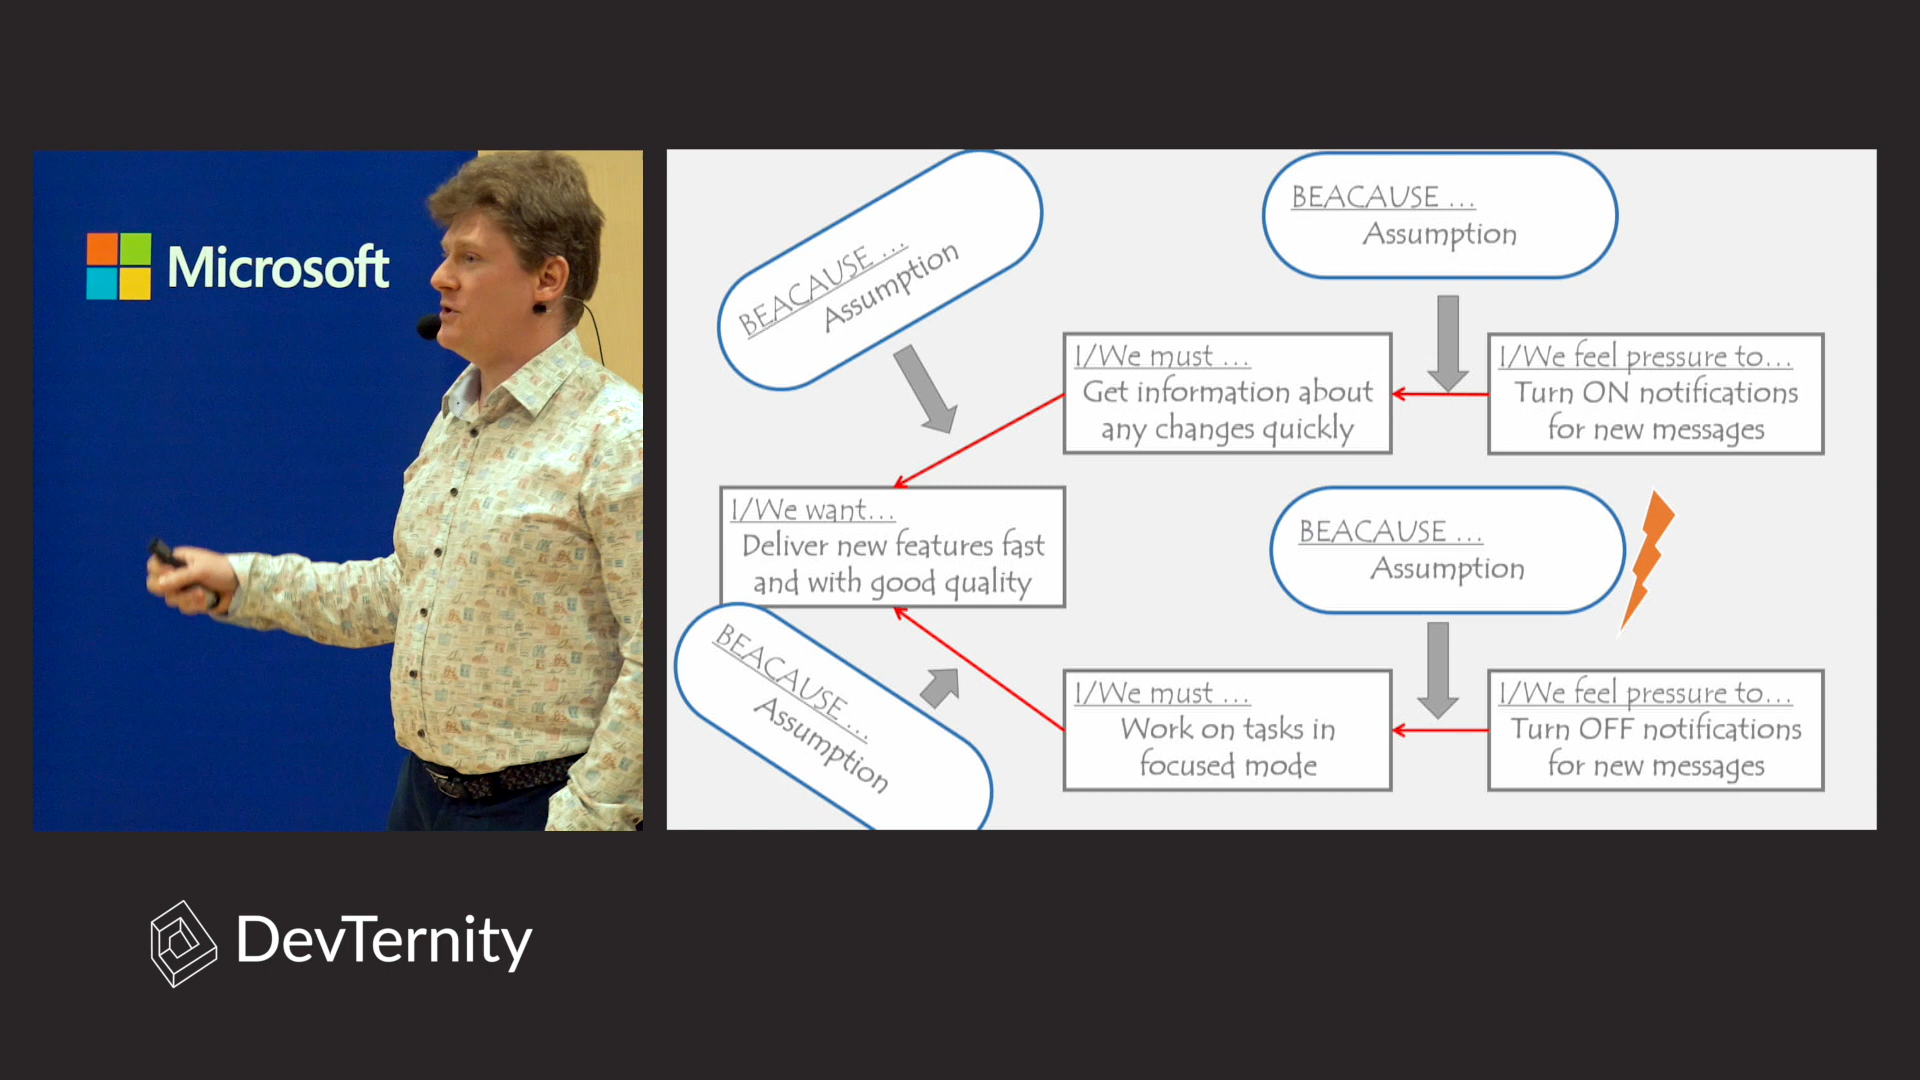 Microsoft
BEACAUSE ...
Assumption
BEACAUSE ...
Assumption
I/We must ...
Get information about
any changes quickly
I/We feel pressure to...
Turn ON notifications
for new messages
I/We want...
Deliver new features fast
and with good quality
BEACAUSE ...
Assumption
BEACAUSE ...
Assumption
I/We must ...
Work on tasks in
focused mode
I/We feel pressure to...
Turn OFF notifications
for new messages
DevTernity